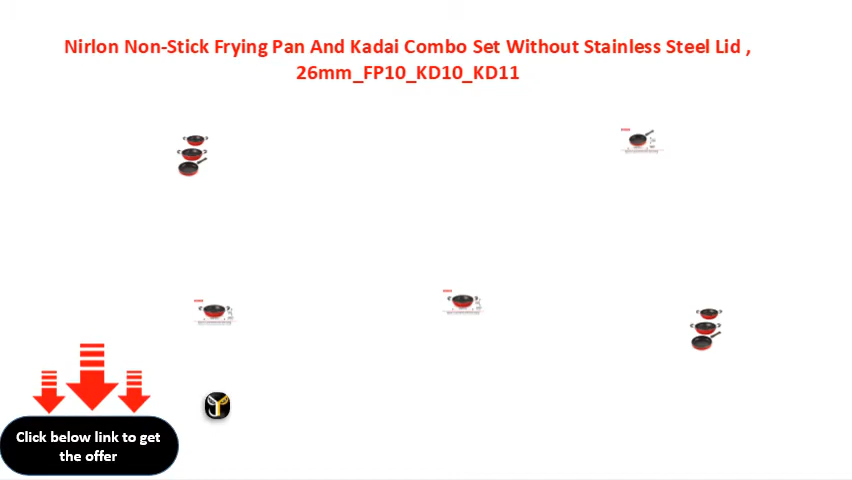 Nirlon Non-Stick Frying Pan And Kadai Combo Set Without Stainless Steel Lid ,
26mm_FP10_KD10_KD11
Click below link to get
the offer